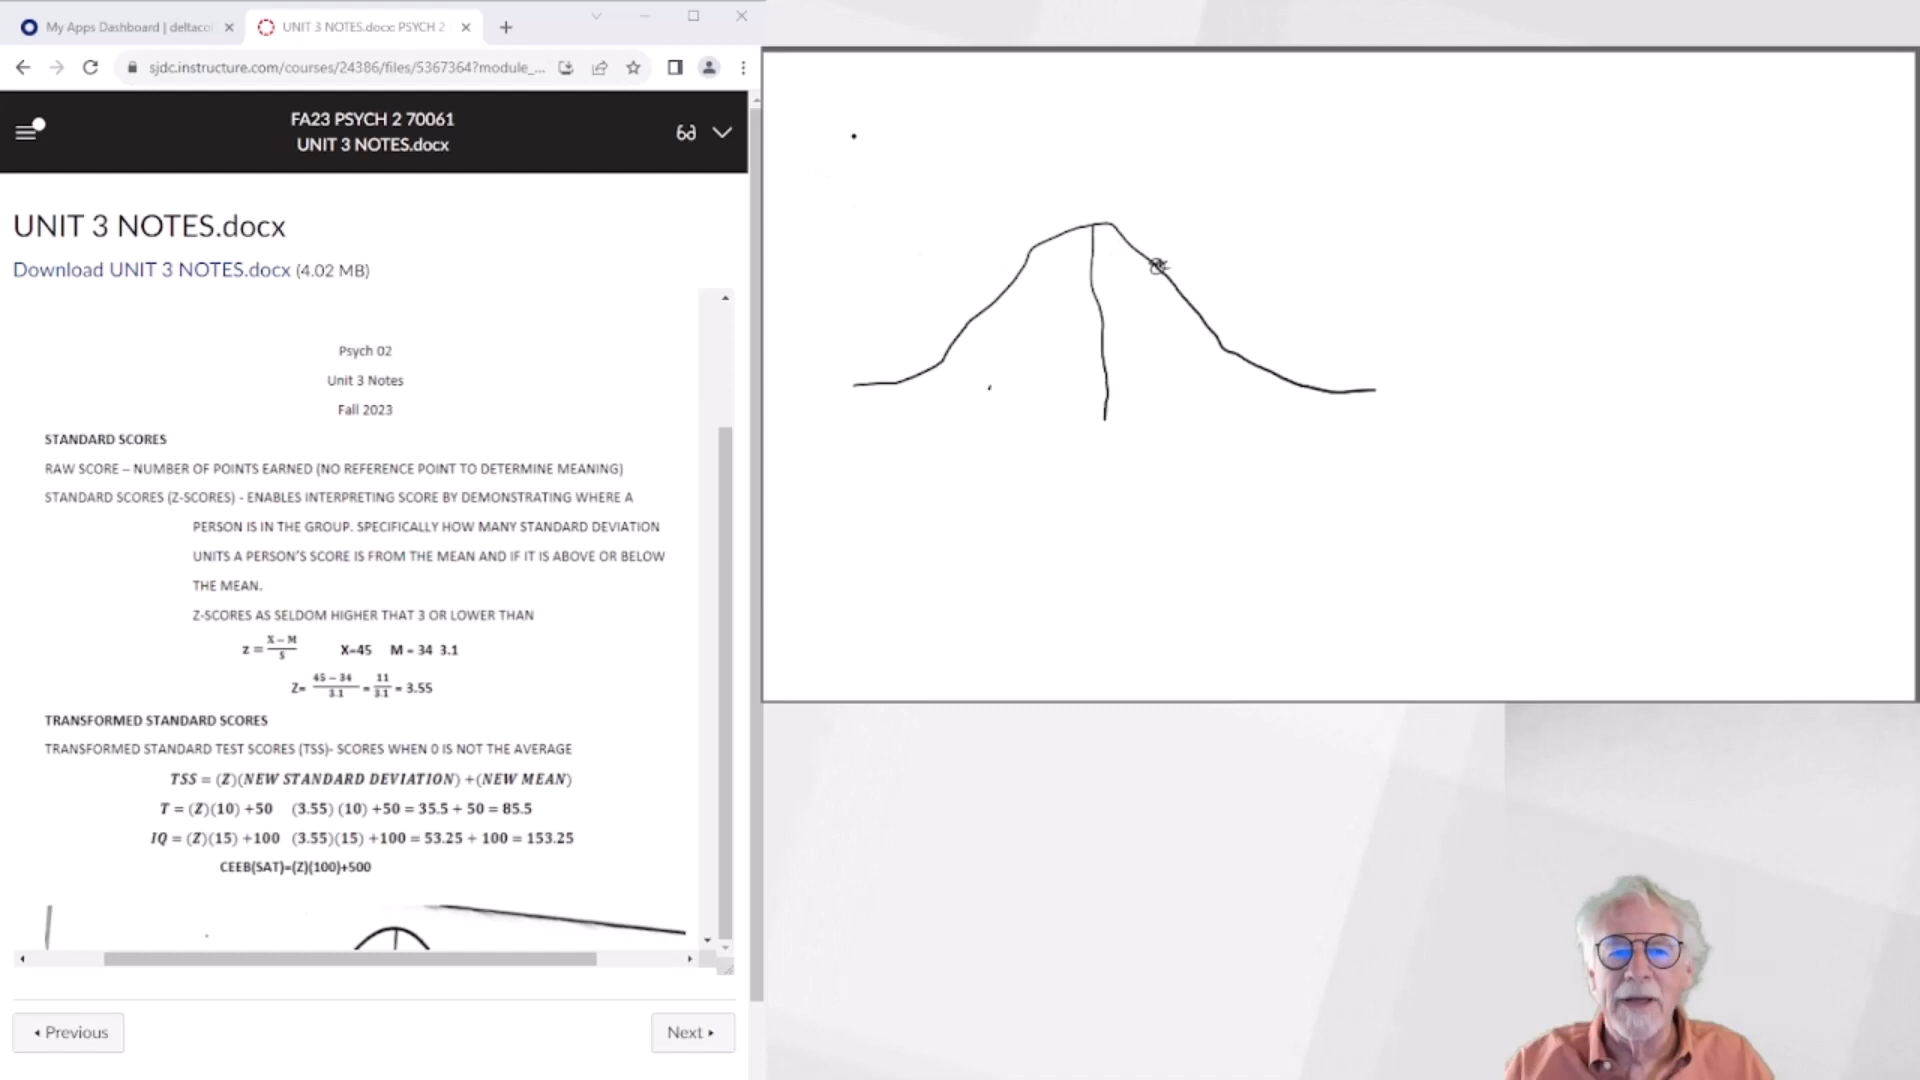 My Apps Dashboard | deltacol
UNIT 3 NOTES.docx: PSYCH 2
sjdc.instructure.com/courses/24386/files/5367364?module_...
FA23 PSYCH 2 70061
UNIT 3 NOTES.docx
UNIT 3 NOTES.docx
Download UNIT 3 NOTES.docx (4.02 MB)
Psych 02
Unit 3 Notes
Fall 2023
STANDARD SCORES
RAW SCORE – NUMBER OF POINTS EARNED (NO REFERENCE POINT TO DETERMINE MEANING)
STANDARD SCORES (Z-SCORES) - ENABLES INTERPRETING SCORE BY DEMONSTRATING WHERE A
PERSON IS IN THE GROUP. SPECIFICALLY HOW MANY STANDARD DEVIATION
UNITS A PERSON'S SCORE IS FROM THE MEAN AND IF IT IS ABOVE OR BELOW
THE MEAN.
Z-SCORES AS SELDOM HIGHER THAT 3 OR LOWER THAN
z = X – M / S X=45 M = 34 3.1
Z= 45 – 34 / 3.1 = 11 / 3.1 = 3.55
TRANSFORMED STANDARD SCORES
TRANSFORMED STANDARD TEST SCORES (TSS)- SCORES WHEN 0 IS NOT THE AVERAGE
TSS = (Z)(NEW STANDARD DEVIATION) +(NEW MEAN)
T = (Z)(10) +50 (3.55) (10) +50 = 35.5 + 50 = 85.5
IQ = (Z)(15) +100 (3.55)(15) +100 = 53.25 + 100 = 153.25
CEEB(SAT)=(Z)(100)+500
Previous
Next